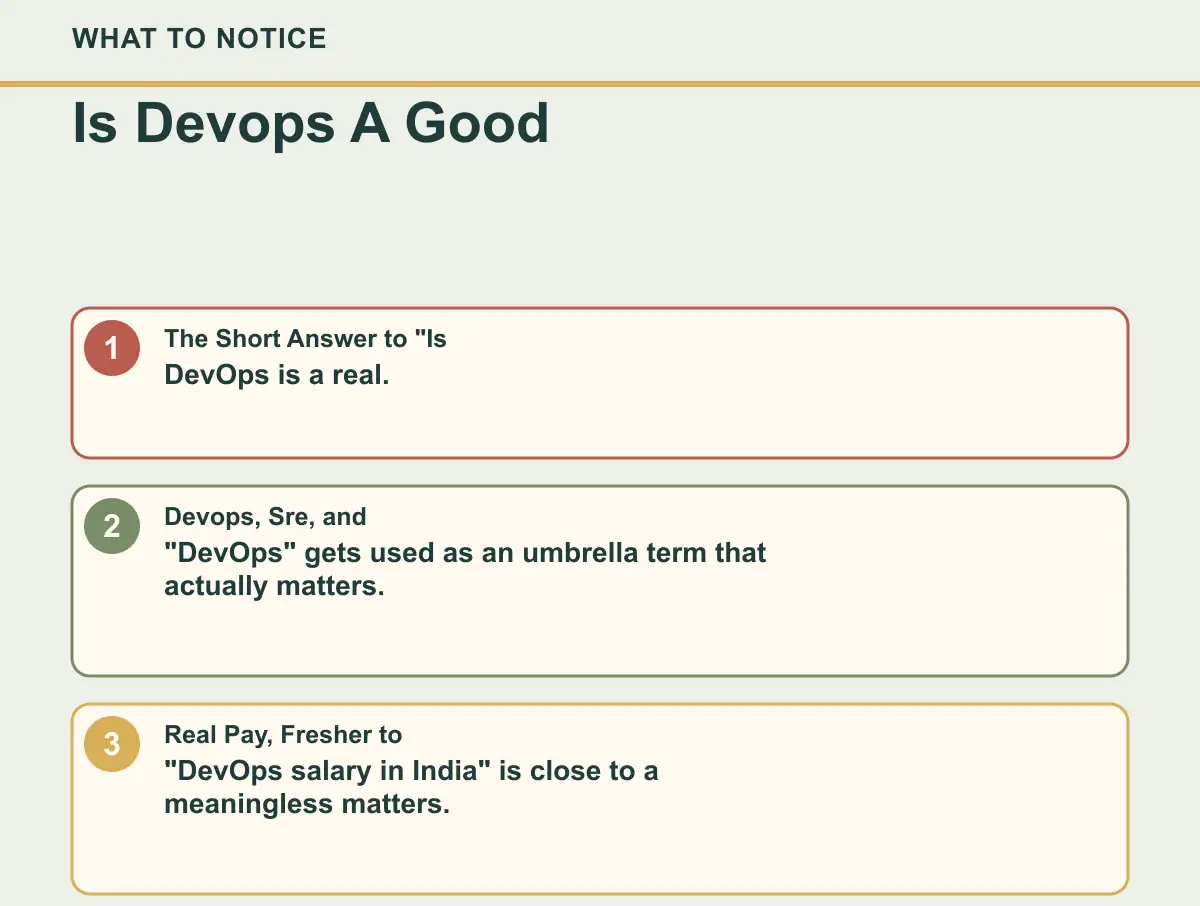 WHAT TO NOTICE
Is Devops A Good
1
The Short Answer to "Is
DevOps is a real.
2
Devops, Sre, and
"DevOps" gets used as an umbrella term that
actually matters.
3
Real Pay, Fresher to
"DevOps salary in India" is close to a
meaningless matters.